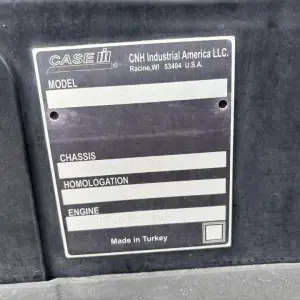 CASE IH CNH Industrial America LLC.
Racine, WI 53404 U.S.A.
MODEL
CHASSIS
HOMOLOGATION
ENGINE
Made in Turkey